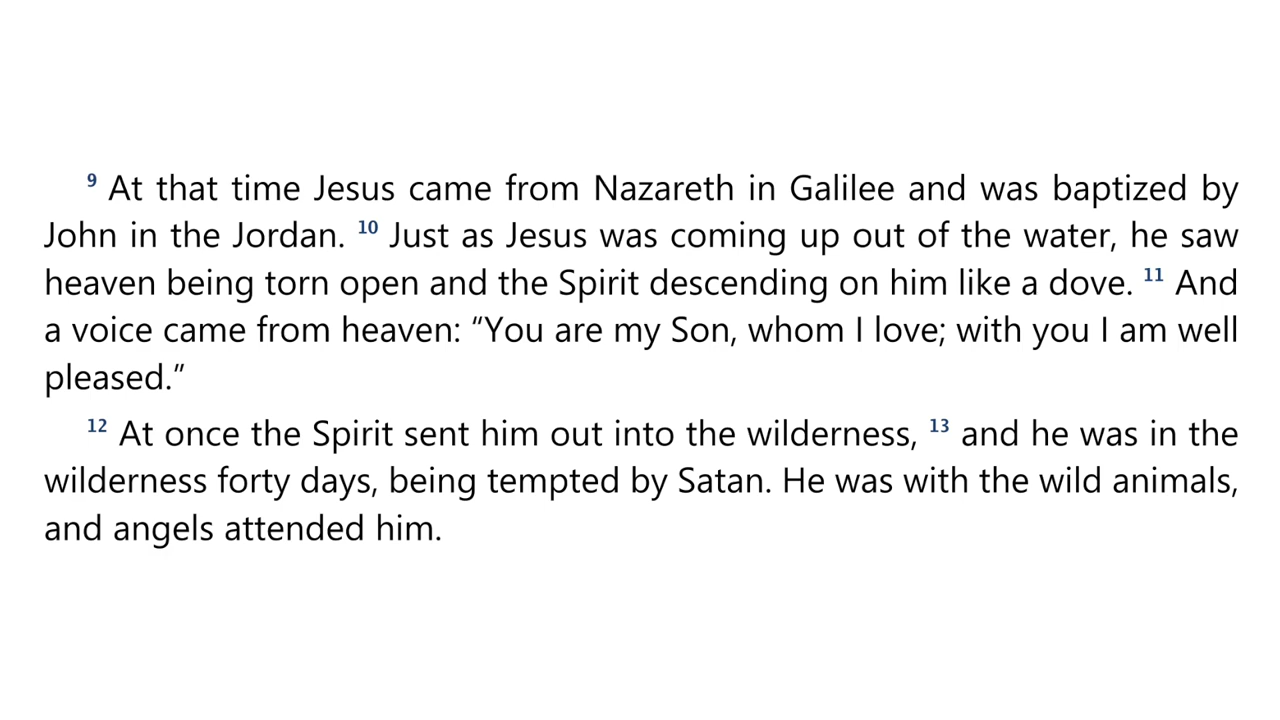 9 At that time Jesus came from Nazareth in Galilee and was baptized by
John in the Jordan. 10 Just as Jesus was coming up out of the water, he saw
heaven being torn open and the Spirit descending on him like a dove. 11 And
a voice came from heaven: “You are my Son, whom I love; with you I am well
pleased.”
12 At once the Spirit sent him out into the wilderness, 13 and he was in the
wilderness forty days, being tempted by Satan. He was with the wild animals,
and angels attended him.